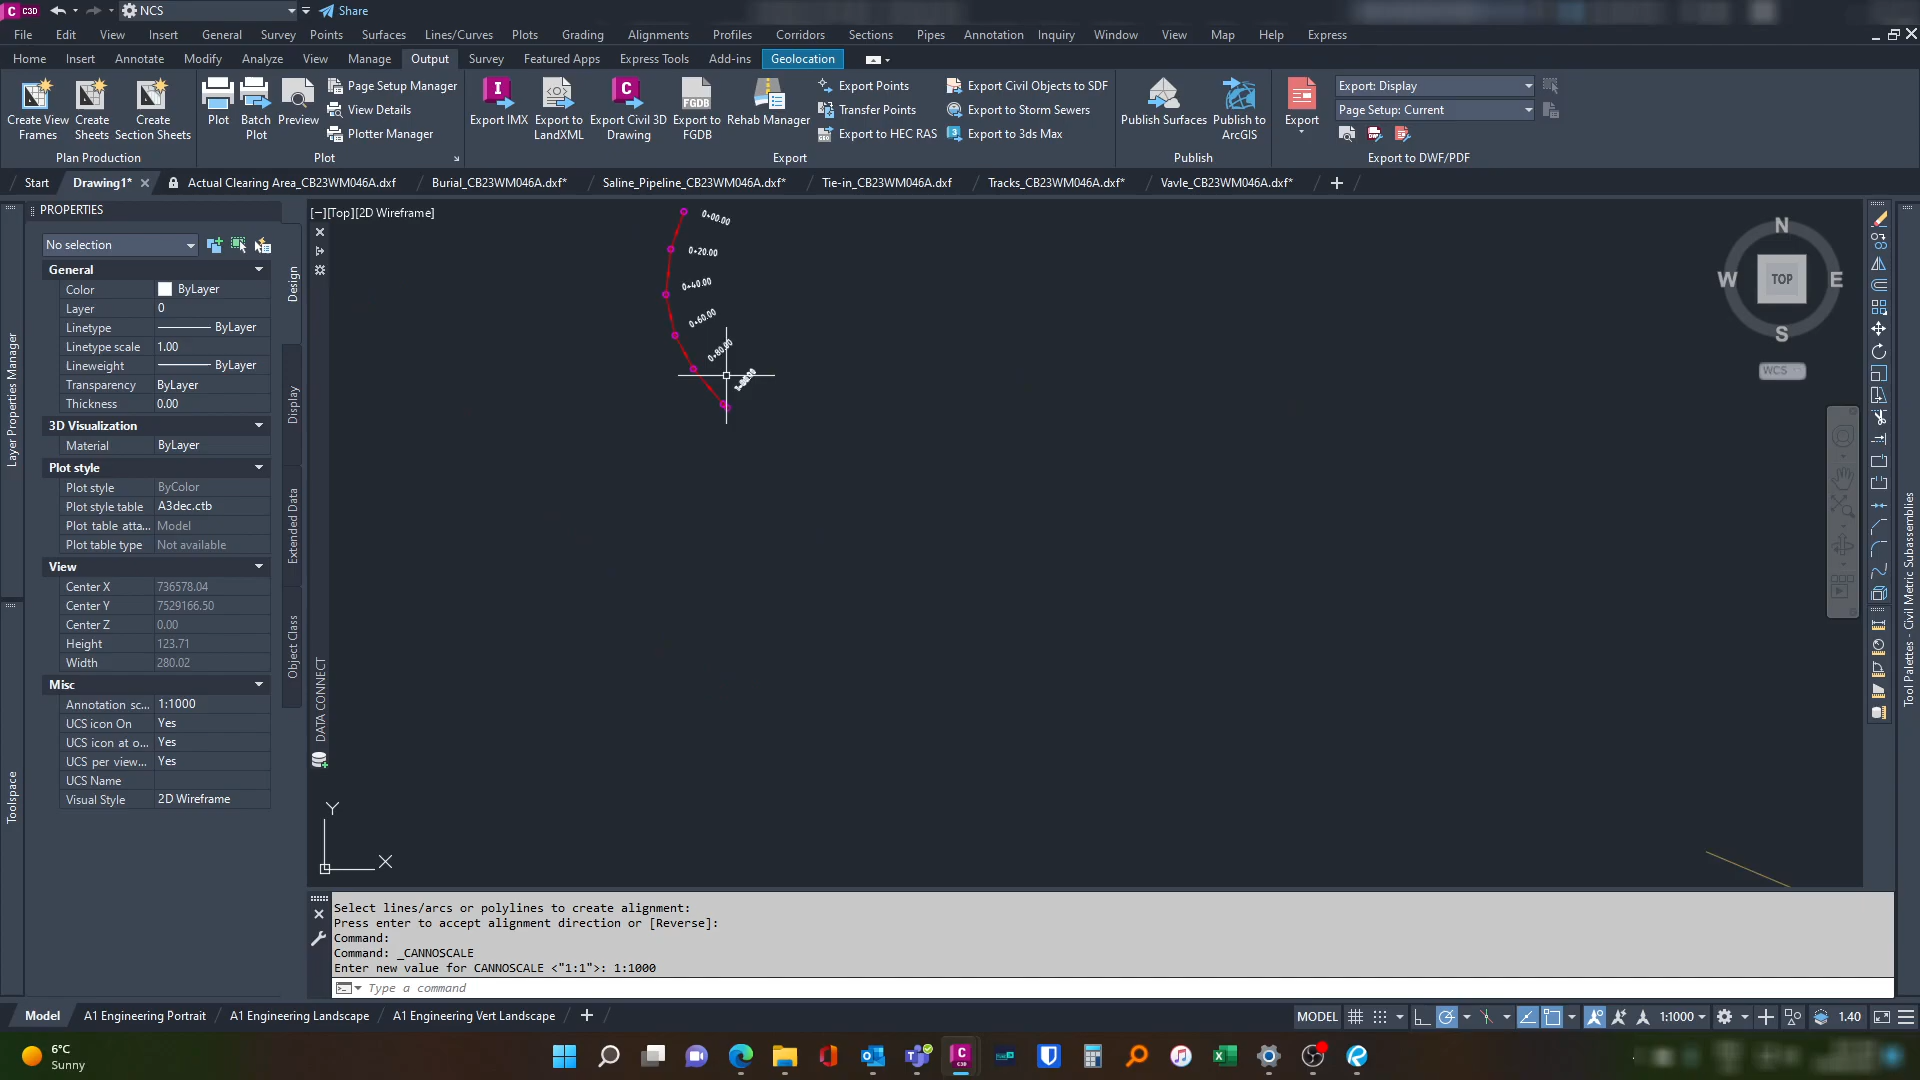 C3D NCS Share
File Edit View Insert General Survey Points Surfaces Lines/Curves Plots Grading Alignments Profiles Corridors Sections Pipes Annotation Inquiry Window View Map Help Express
Home Insert Annotate Modify Analyze View Manage Output Survey Featured Apps Express Tools Add-ins Geolocation
Create View Frames
Create Sheets
Create Section Sheets
Plan Production
Plot
Batch Plot
Preview
Page Setup Manager
View Details
Plotter Manager
Plot
Export IMX
Export to LandXML
Export Civil 3D Drawing
FGDB
Export to FGDB
Rehab Manager
Export Points
Transfer Points
Export to HEC RAS
Export Civil Objects to SDF
Export to Storm Sewers
Export to 3ds Max
Export
Publish Surfaces
Publish to ArcGIS
Publish
Export
Export: Display
Page Setup: Current
Export to DWF/PDF
Start Drawing1* Actual Clearing Area_CB23WM046A.dxf Burial_CB23WM046A.dxf* Saline_Pipeline_CB23WM046A.dxf* Tie-in_CB23WM046A.dxf Tracks_CB23WM046A.dxf* Vavle_CB23WM046A.dxf*
Layer Properties Manager
Toolspace
PROPERTIES
No selection
General
Color ByLayer
Layer 0
Linetype ByLayer
Linetype scale 1.00
Lineweight ByLayer
Transparency ByLayer
Thickness 0.00
3D Visualization
Material ByLayer
Plot style
Plot style ByColor
Plot style table A3dec.ctb
Plot table atta... Model
Plot table type Not available
View
Center X 736578.04
Center Y 7529166.50
Center Z 0.00
Height 123.71
Width 280.02
Misc
Annotation sc... 1:1000
UCS icon On Yes
UCS icon at o... Yes
UCS per view... Yes
UCS Name
Visual Style 2D Wireframe
Design
Display
Extended Data
Object Class
DATA CONNECT
[−][Top][2D Wireframe]
0+00.00
0+20.00
0+40.00
0+60.00
0+80.00
N
W TOP E
S
WCS
Y
X
Tool Palettes - Civil Metric Subassemblies
Select lines/arcs or polylines to create alignment:
Press enter to accept alignment direction or [Reverse]:
Command:
Command: _CANNOSCALE
Enter new value for CANNOSCALE <"1:1">: 1:1000
Type a command
Model A1 Engineering Portrait A1 Engineering Landscape A1 Engineering Vert Landscape
MODEL 1:1000 1.40
6°C
Sunny